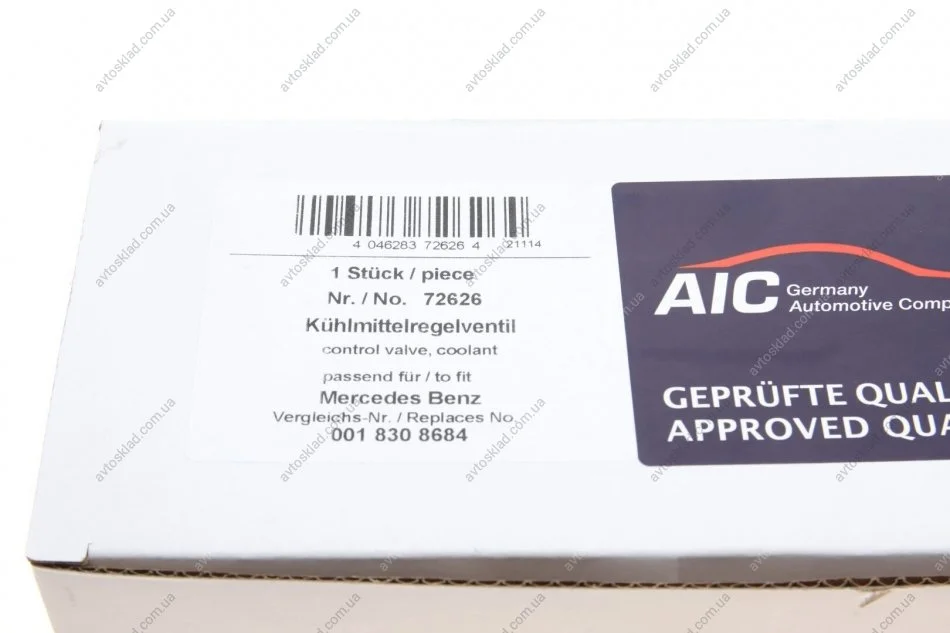 4 046283 72626 4 21114
1 Stück / piece
Nr. / No. 72626
Kühlmittelregelventil
control valve, coolant
passend für / to fit
Mercedes Benz
Vergleichs-Nr. / Replaces No.
001 830 8684
AIC Germany
Automotive Comp
GEPRÜFTE QUAL
APPROVED QUA
avtosklad.com.ua